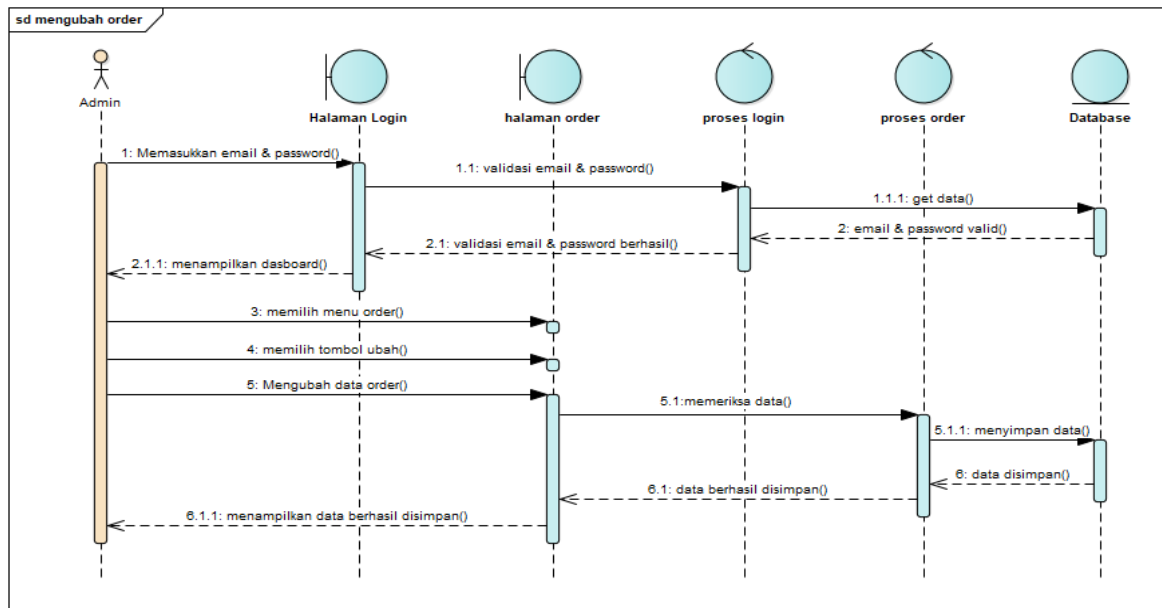 sd mengubah order
Admin
Halaman Login
halaman order
proses login
proses order
Database
1: Memasukkan email & password()
1.1: validasi email & password()
1.1.1: get data()
2: email & password valid()
2.1: validasi email & password berhasil()
2.1.1: menampilkan dasboard()
3: memilih menu order()
4: memilih tombol ubah()
5: Mengubah data order()
5.1:memeriksa data()
5.1.1: menyimpan data()
6: data disimpan()
6.1: data berhasil disimpan()
6.1.1: menampilkan data berhasil disimpan()